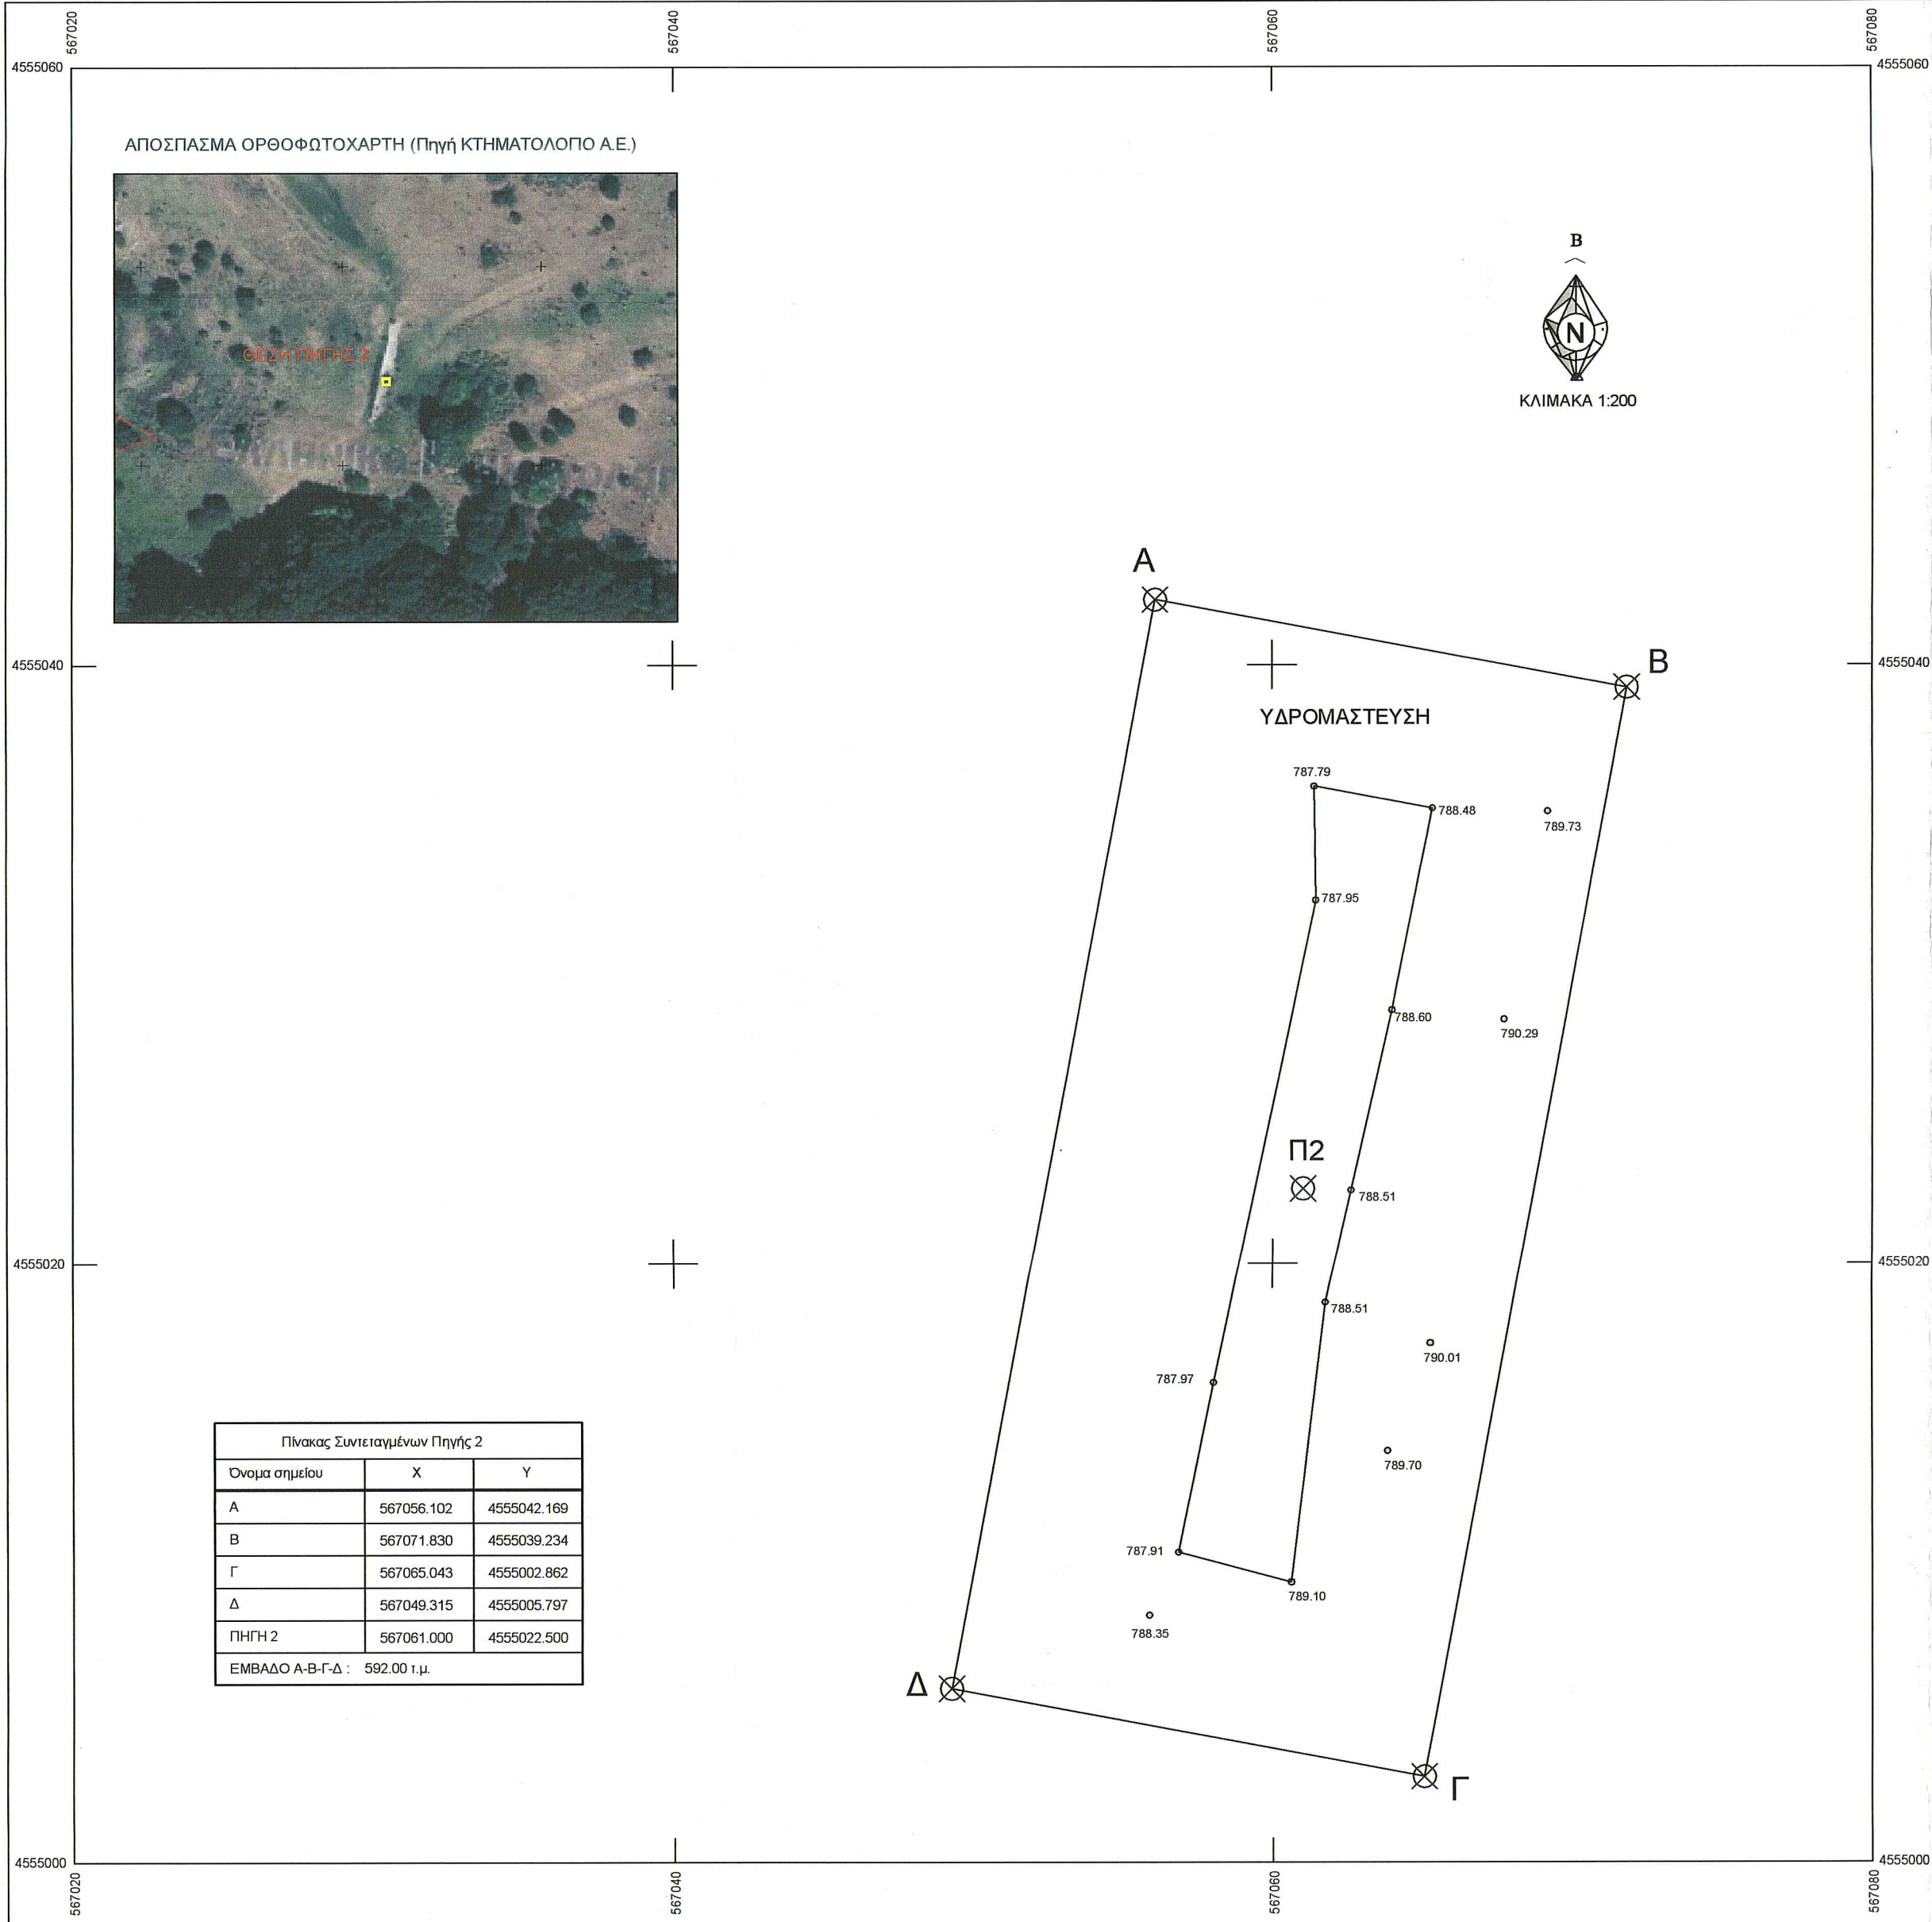 567020
567040
567060
567080
4555060
4555060
ΑΠΟΣΠΑΣΜΑ ΟΡΘΟΦΩΤΟΧΑΡΤΗ (Πηγή ΚΤΗΜΑΤΟΛΟΓΙΟ Α.Ε.)
ΘΕΣΗ ΠΗΓΗΣ 2
Β
N
ΚΛΙΜΑΚΑ 1:200
Α
4555040
4555040
Β
ΥΔΡΟΜΑΣΤΕΥΣΗ
787.79
788.48
789.73
787.95
788.60
790.29
Π2
788.51
4555020
4555020
788.51
790.01
787.97
789.70
787.91
789.10
788.35
Δ
Γ
Πίνακας Συντεταγμένων Πηγής 2
Όνομα σημείου X Y
Α 567056.102 4555042.169
Β 567071.830 4555039.234
Γ 567065.043 4555002.862
Δ 567049.315 4555005.797
ΠΗΓΗ 2 567061.000 4555022.500
ΕΜΒΑΔΟ Α-Β-Γ-Δ : 592.00 τ.μ.
4555000
4555000
567020
567040
567060
567080